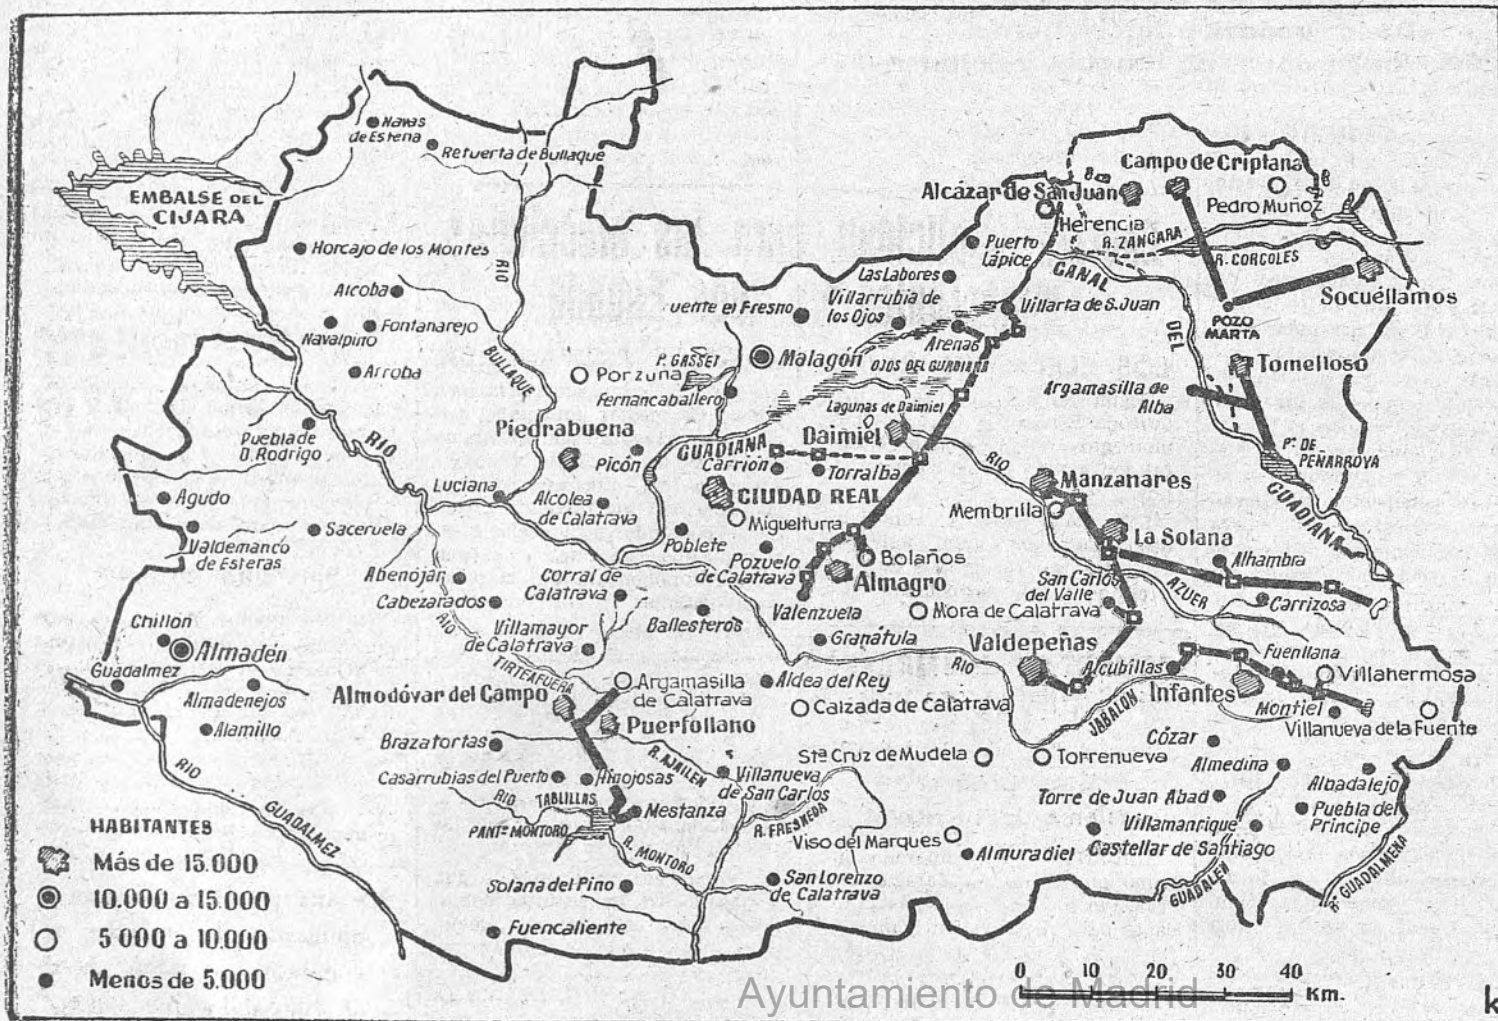 Navas
de Estena
Retuerta de Bullaque
EMBALSE DEL
CIJARA
Campo de Criptana
Alcázar de San Juan
Pedro Muñoz
Herencia
R. ZANCARA
R. CORCOLES
Horcajo de los Montes
RIO
Puerto
Lápice
CANAL
Las Labores
Socuéllamos
Alcoba
uente el Fresno
Villarrubia de
los Ojos
Villarta de S. Juan
POZO
MARTA
DEL
Fontanarejo
Navalpino
Arenas
BULLAQUE
P. GASSET
Malagón
OJOS DEL GUADIANA
Tomelloso
Arroba
Porzuna
Fernancaballero
Argamasilla de
Alba
Lagunas de Daimiel
Piedrabuena
Daimiel
Puebla de
D. Rodrigo
RIO
GUADIANA
Picón
Carrión
Torralba
RIO
Pº. DE
PEÑARROYA
Manzanares
Luciana
Agudo
Alcolea
de Calatrava
CIUDAD REAL
GUADIANA
Membrilla
Miguelturra
Saceruela
Poblete
La Solana
Valdemanco
de Esteras
Pozuelo
de Calatrava
Bolaños
Alhambra
Abenójar
Corral de
Calatrava
Almagro
San Carlos
del Valle
AZUER
Cabezarados
Valenzuela
Mora de Calatrava
Carrizosa
RIO
Ballesteros
Chillón
Villamayor
de Calatrava
Granátula
Valdepeñas
Almadén
RIO
Fuenllana
TIRTEAFUERA
Alcubillas
Villahermosa
Guadalmez
Argamasilla
de Calatrava
Aldea del Rey
Infantes
Almodóvar del Campo
Almadenejos
Calzada de Calatrava
JABALON
Montiel
Villanueva de la Fuente
Puerfollano
Alamillo
Brazatortas
R. AJAILEN
Cózar
Stª Cruz de Mudela
Torrenueva
RIO
Almedina
Casarrubias del Puerto
Hinojosas
Villanueva
de San Carlos
Albadalejo
RIO
TABLILLAS
Torre de Juan Abad
GUADALMEZ
Mestanza
Puebla del
Principe
R. FRESNEDA
PANTº MONTORO
Villamanrique
Viso del Marques
R. MONTORO
Castellar de Santiago
Almuradiel
Solana del Pino
San Lorenzo
de Calatrava
GUADALEN
Rº GUADALMENA
Fuencaliente
HABITANTES
Más de 15.000
10.000 a 15.000
5 000 a 10.000
Menos de 5.000
0 10 20 30 40
Km.
Ayuntamiento de Madrid
k